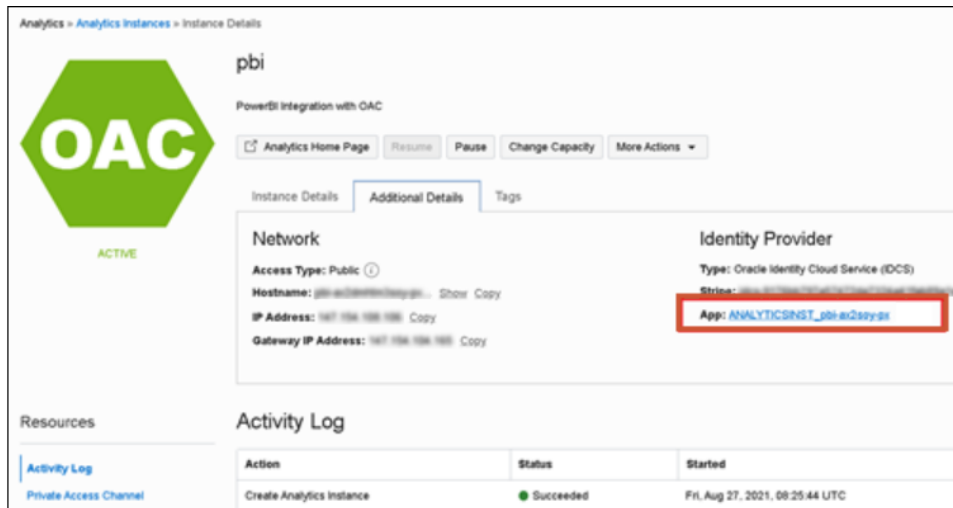 Analytics » Analytics Instances » Instance Details
OAC
ACTIVE
pbi
PowerBI Integration with OAC
Analytics Home Page Resume Pause Change Capacity More Actions
Instance Details Additional Details Tags
Network
Access Type: Public
Hostname: Show Copy
IP Address: Copy
Gateway IP Address: Copy
Identity Provider
Type: Oracle Identity Cloud Service (IDCS)
Stripe:
App: ANALYTICSINST_pbi-ax2soy-px
Resources
Activity Log
Private Access Channel
Activity Log
Action Status Started
Create Analytics Instance Succeeded Fri, Aug 27, 2021, 08:25:44 UTC